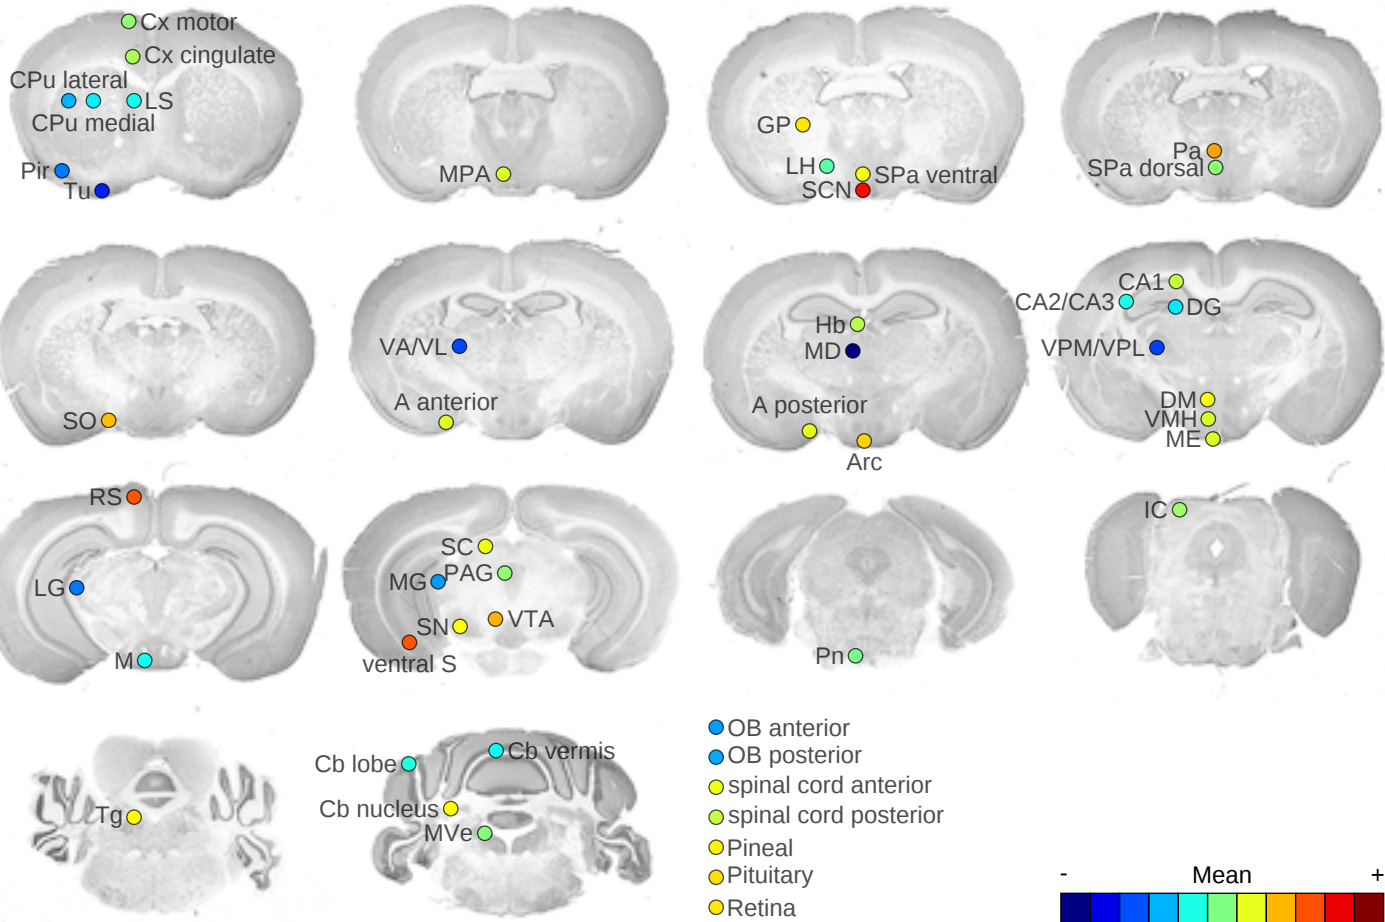 Cx motor
Cx cingulate
CPu lateral
LS
CPu medial
Pir
Tu
MPA
GP
LH
SPa ventral
SCN
Pa
SPa dorsal
SO
VA/VL
A anterior
Hb
MD
A posterior
Arc
CA1
CA2/CA3
DG
VPM/VPL
DM
VMH
ME
RS
LG
M
SC
MG
PAG
SN
VTA
ventral S
Pn
IC
Tg
Cb lobe
Cb vermis
Cb nucleus
MVe
OB anterior
OB posterior
spinal cord anterior
spinal cord posterior
Pineal
Pituitary
Retina
- Mean +